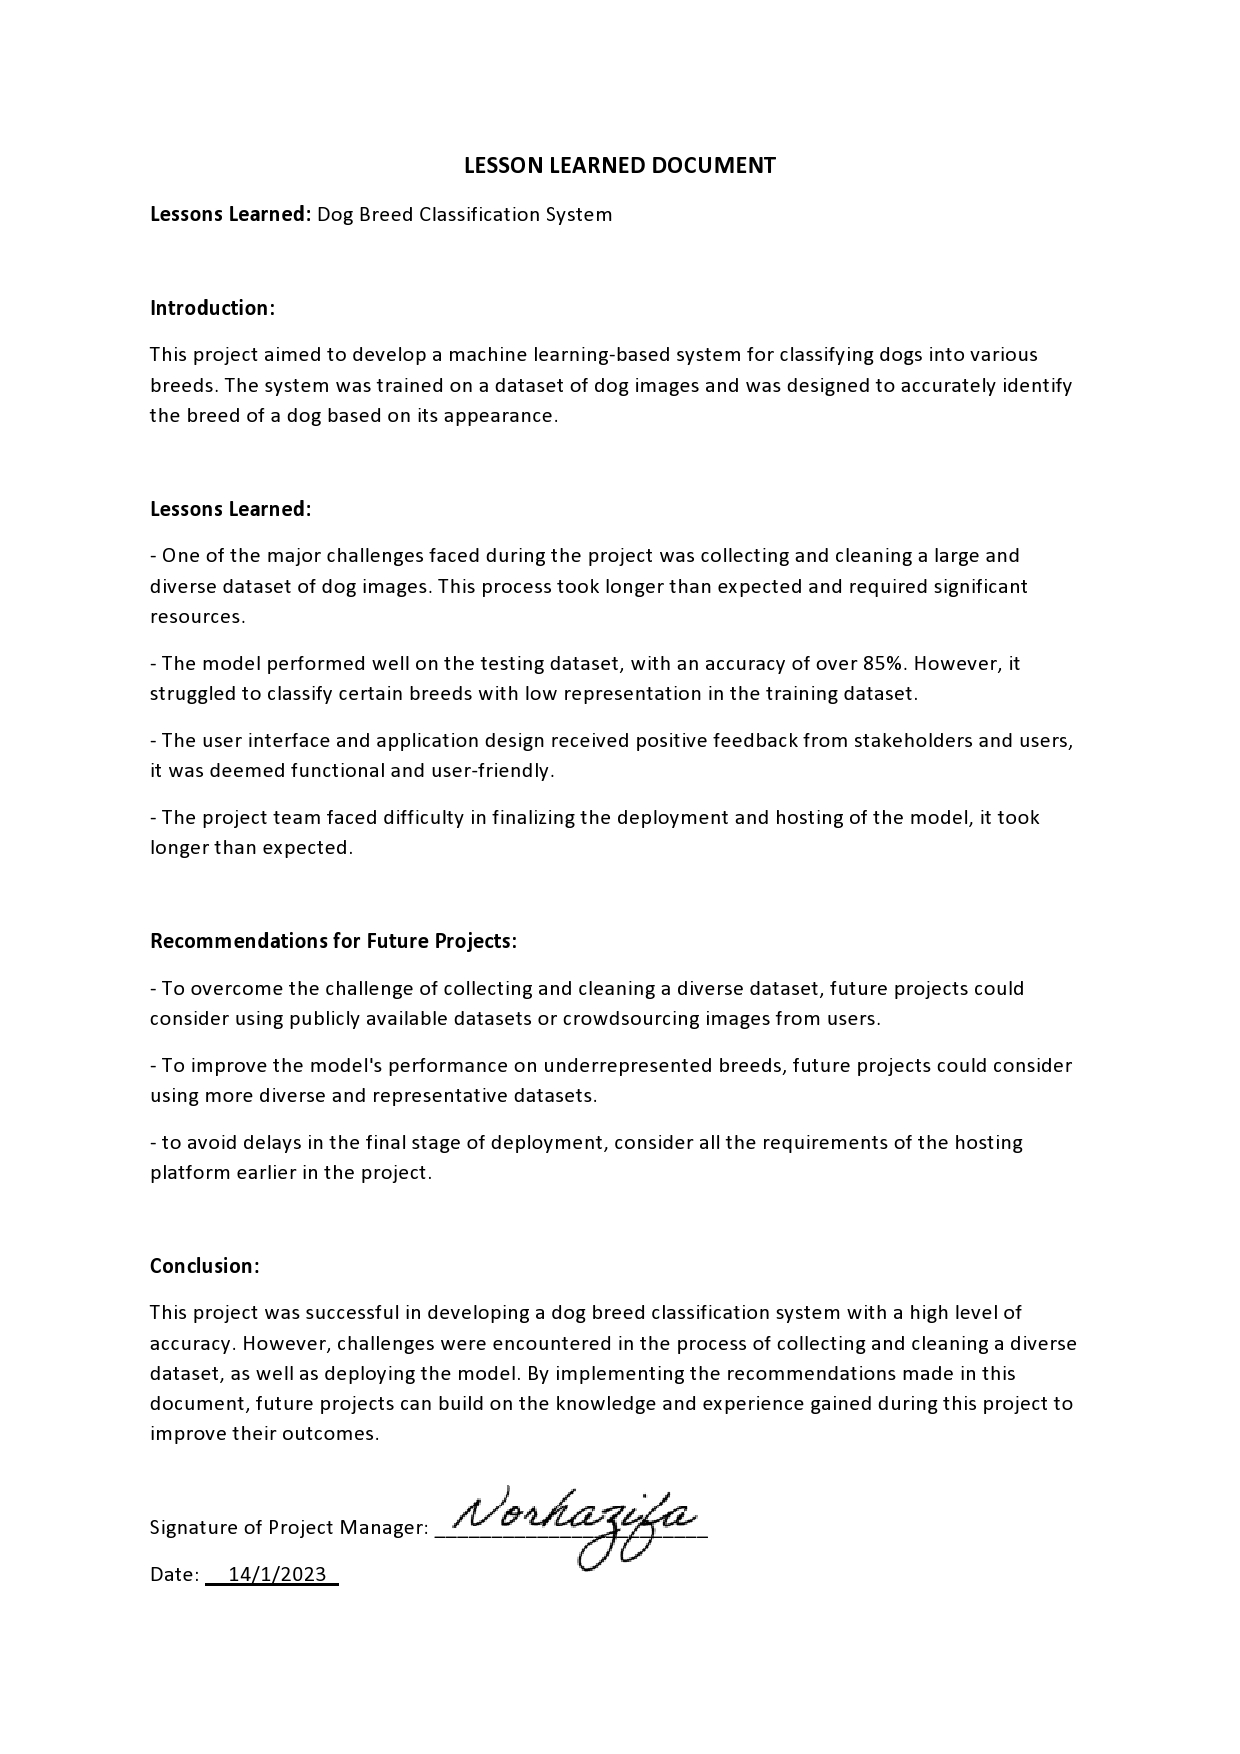 LESSON LEARNED DOCUMENT
Lessons Learned: Dog Breed Classification System
Introduction:
This project aimed to develop a machine learning-based system for classifying dogs into various
breeds. The system was trained on a dataset of dog images and was designed to accurately identify
the breed of a dog based on its appearance.
Lessons Learned:
- One of the major challenges faced during the project was collecting and cleaning a large and
diverse dataset of dog images. This process took longer than expected and required significant
resources.
- The model performed well on the testing dataset, with an accuracy of over 85%. However, it
struggled to classify certain breeds with low representation in the training dataset.
- The user interface and application design received positive feedback from stakeholders and users,
it was deemed functional and user-friendly.
- The project team faced difficulty in finalizing the deployment and hosting of the model, it took
longer than expected.
Recommendations for Future Projects:
- To overcome the challenge of collecting and cleaning a diverse dataset, future projects could
consider using publicly available datasets or crowdsourcing images from users.
- To improve the model's performance on underrepresented breeds, future projects could consider
using more diverse and representative datasets.
- to avoid delays in the final stage of deployment, consider all the requirements of the hosting
platform earlier in the project.
Conclusion:
This project was successful in developing a dog breed classification system with a high level of
accuracy. However, challenges were encountered in the process of collecting and cleaning a diverse
dataset, as well as deploying the model. By implementing the recommendations made in this
document, future projects can build on the knowledge and experience gained during this project to
improve their outcomes.
Signature of Project Manager: Norhazifa
Date: 14/1/2023